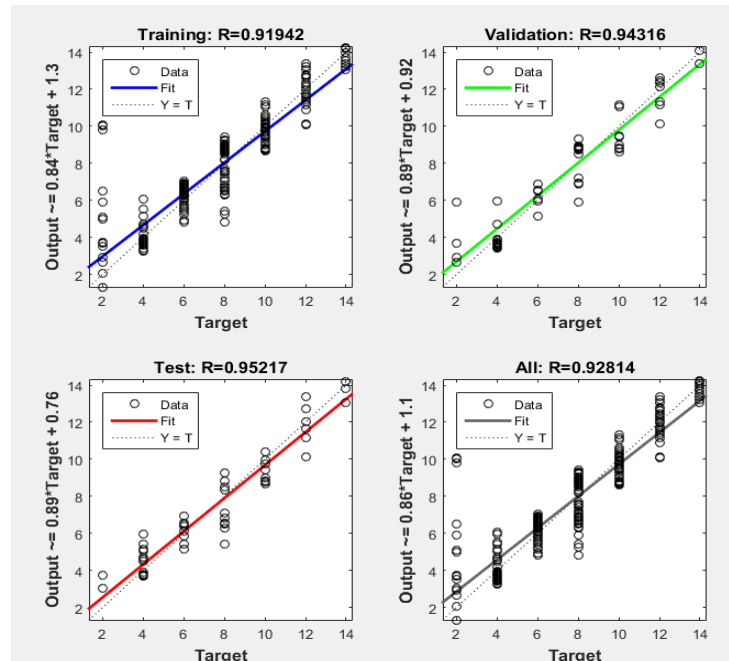 Training: R=0.91942
Output ~= 0.84*Target + 1.3
14
12
10
8
6
4
2
Data
Fit
Y = T
2 4 6 8 10 12 14
Target
Validation: R=0.94316
Output ~= 0.89*Target + 0.92
14
12
10
8
6
4
2
Data
Fit
Y = T
2 4 6 8 10 12 14
Target
Test: R=0.95217
Output ~= 0.89*Target + 0.76
14
12
10
8
6
4
2
Data
Fit
Y = T
2 4 6 8 10 12 14
Target
All: R=0.92814
Output ~= 0.86*Target + 1.1
14
12
10
8
6
4
2
Data
Fit
Y = T
2 4 6 8 10 12 14
Target